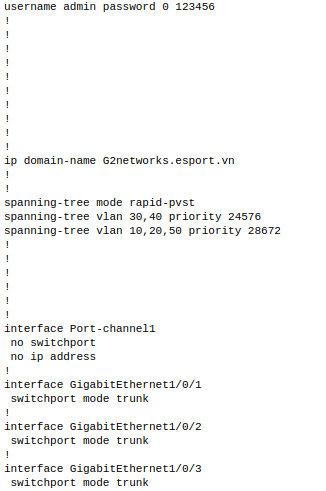 username admin password 0 123456
!
!
!
!
!
!
!
!
!
!
ip domain-name G2networks.esport.vn
!
!
spanning-tree mode rapid-pvst
spanning-tree vlan 30,40 priority 24576
spanning-tree vlan 10,20,50 priority 28672
!
!
!
!
!
!
interface Port-channel1
 no switchport
 no ip address
!
interface GigabitEthernet1/0/1
 switchport mode trunk
!
interface GigabitEthernet1/0/2
 switchport mode trunk
!
interface GigabitEthernet1/0/3
 switchport mode trunk